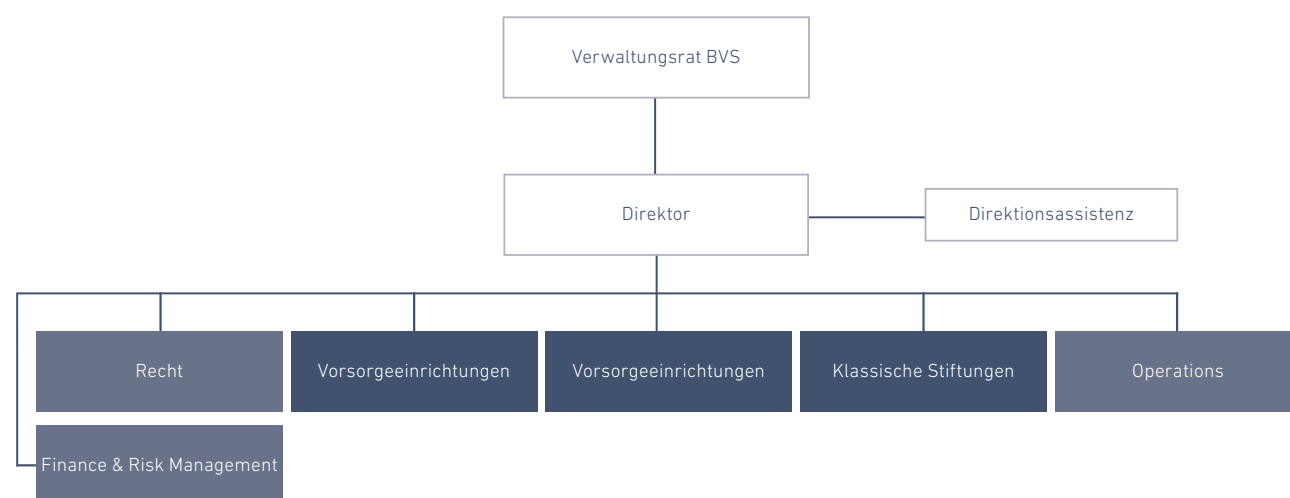 Verwaltungsrat BVS
Direktor
Direktionsassistenz
Recht
Vorsorgeeinrichtungen
Vorsorgeeinrichtungen
Klassische Stiftungen
Operations
Finance & Risk Management